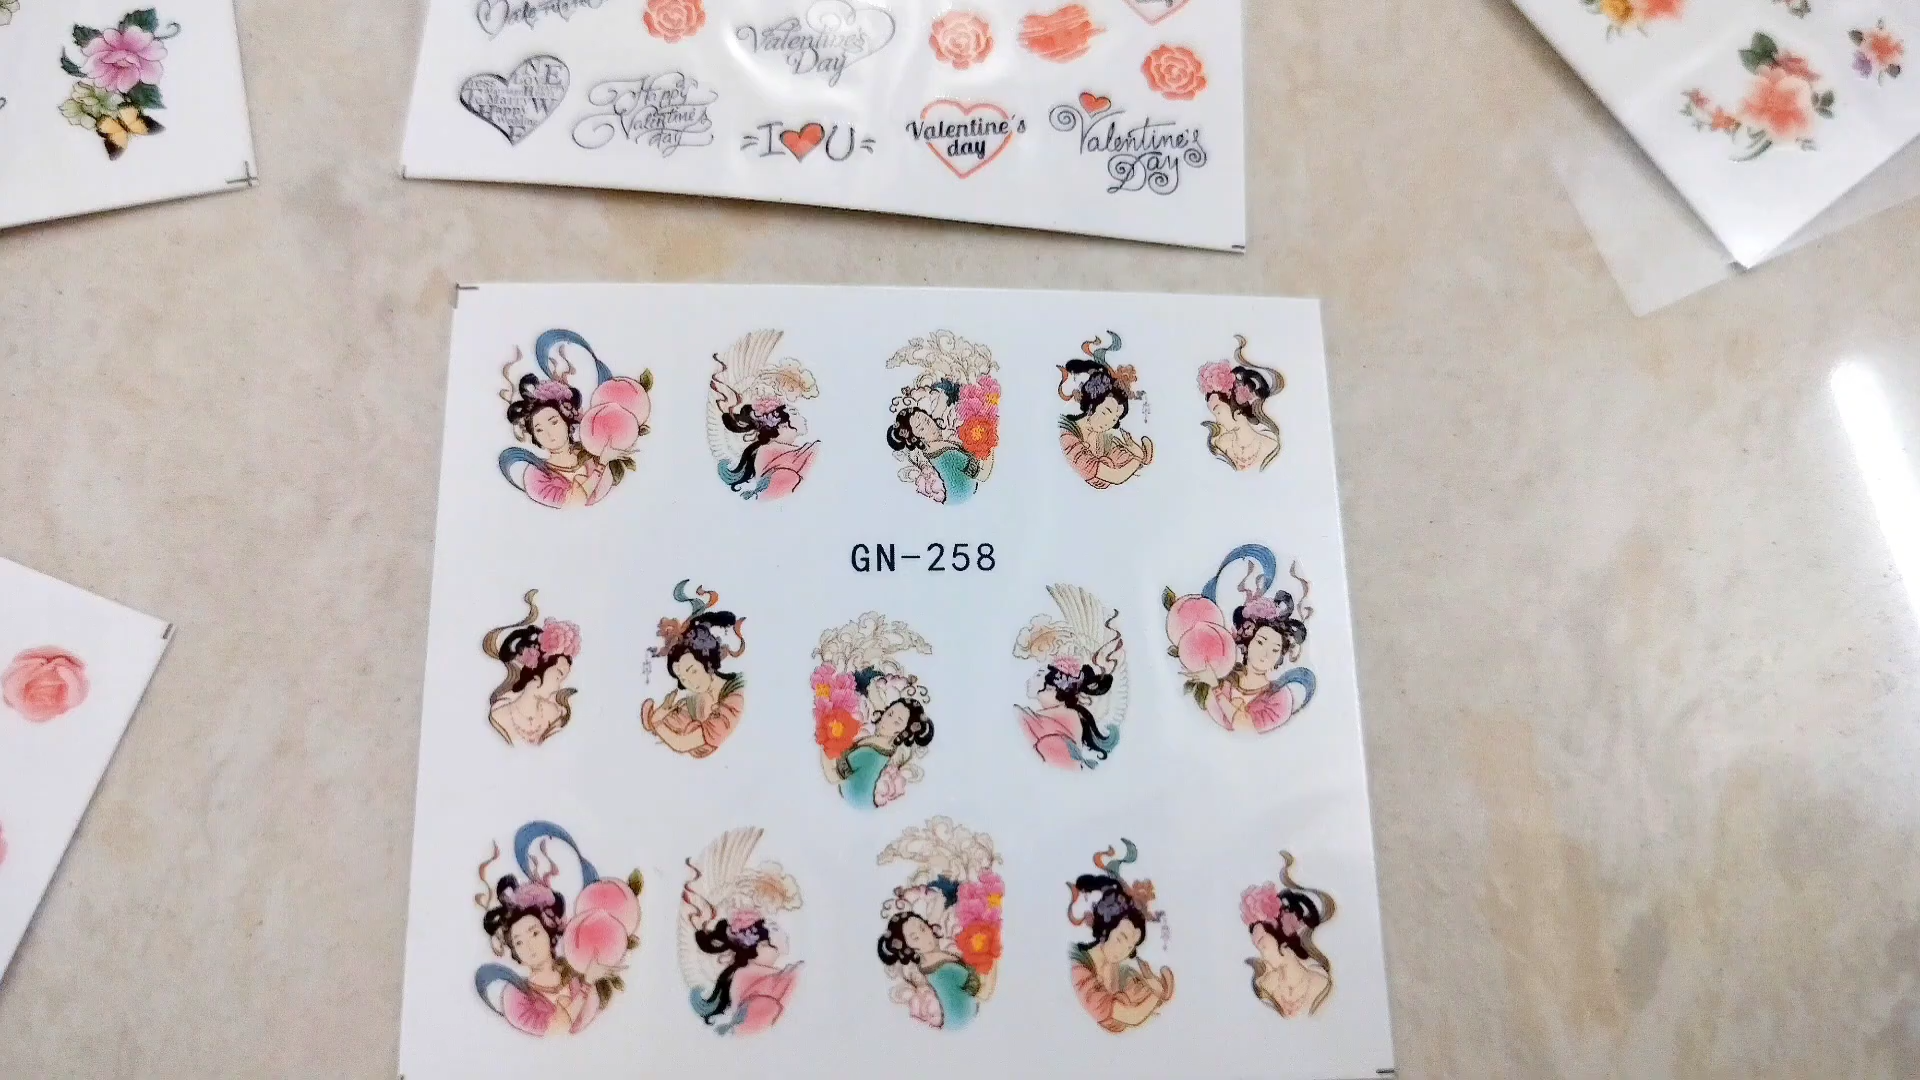 Valentine's
Day
Happy
Valentine's
day
=I U=
Valentine's
day
Valentine's
Day
GN-258